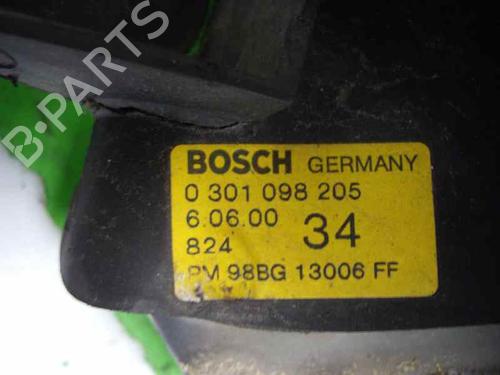 B-PARTS
BOSCH GERMANY
0 301 098 205
6.06.00
824 34
PM 98BG 13006 FF